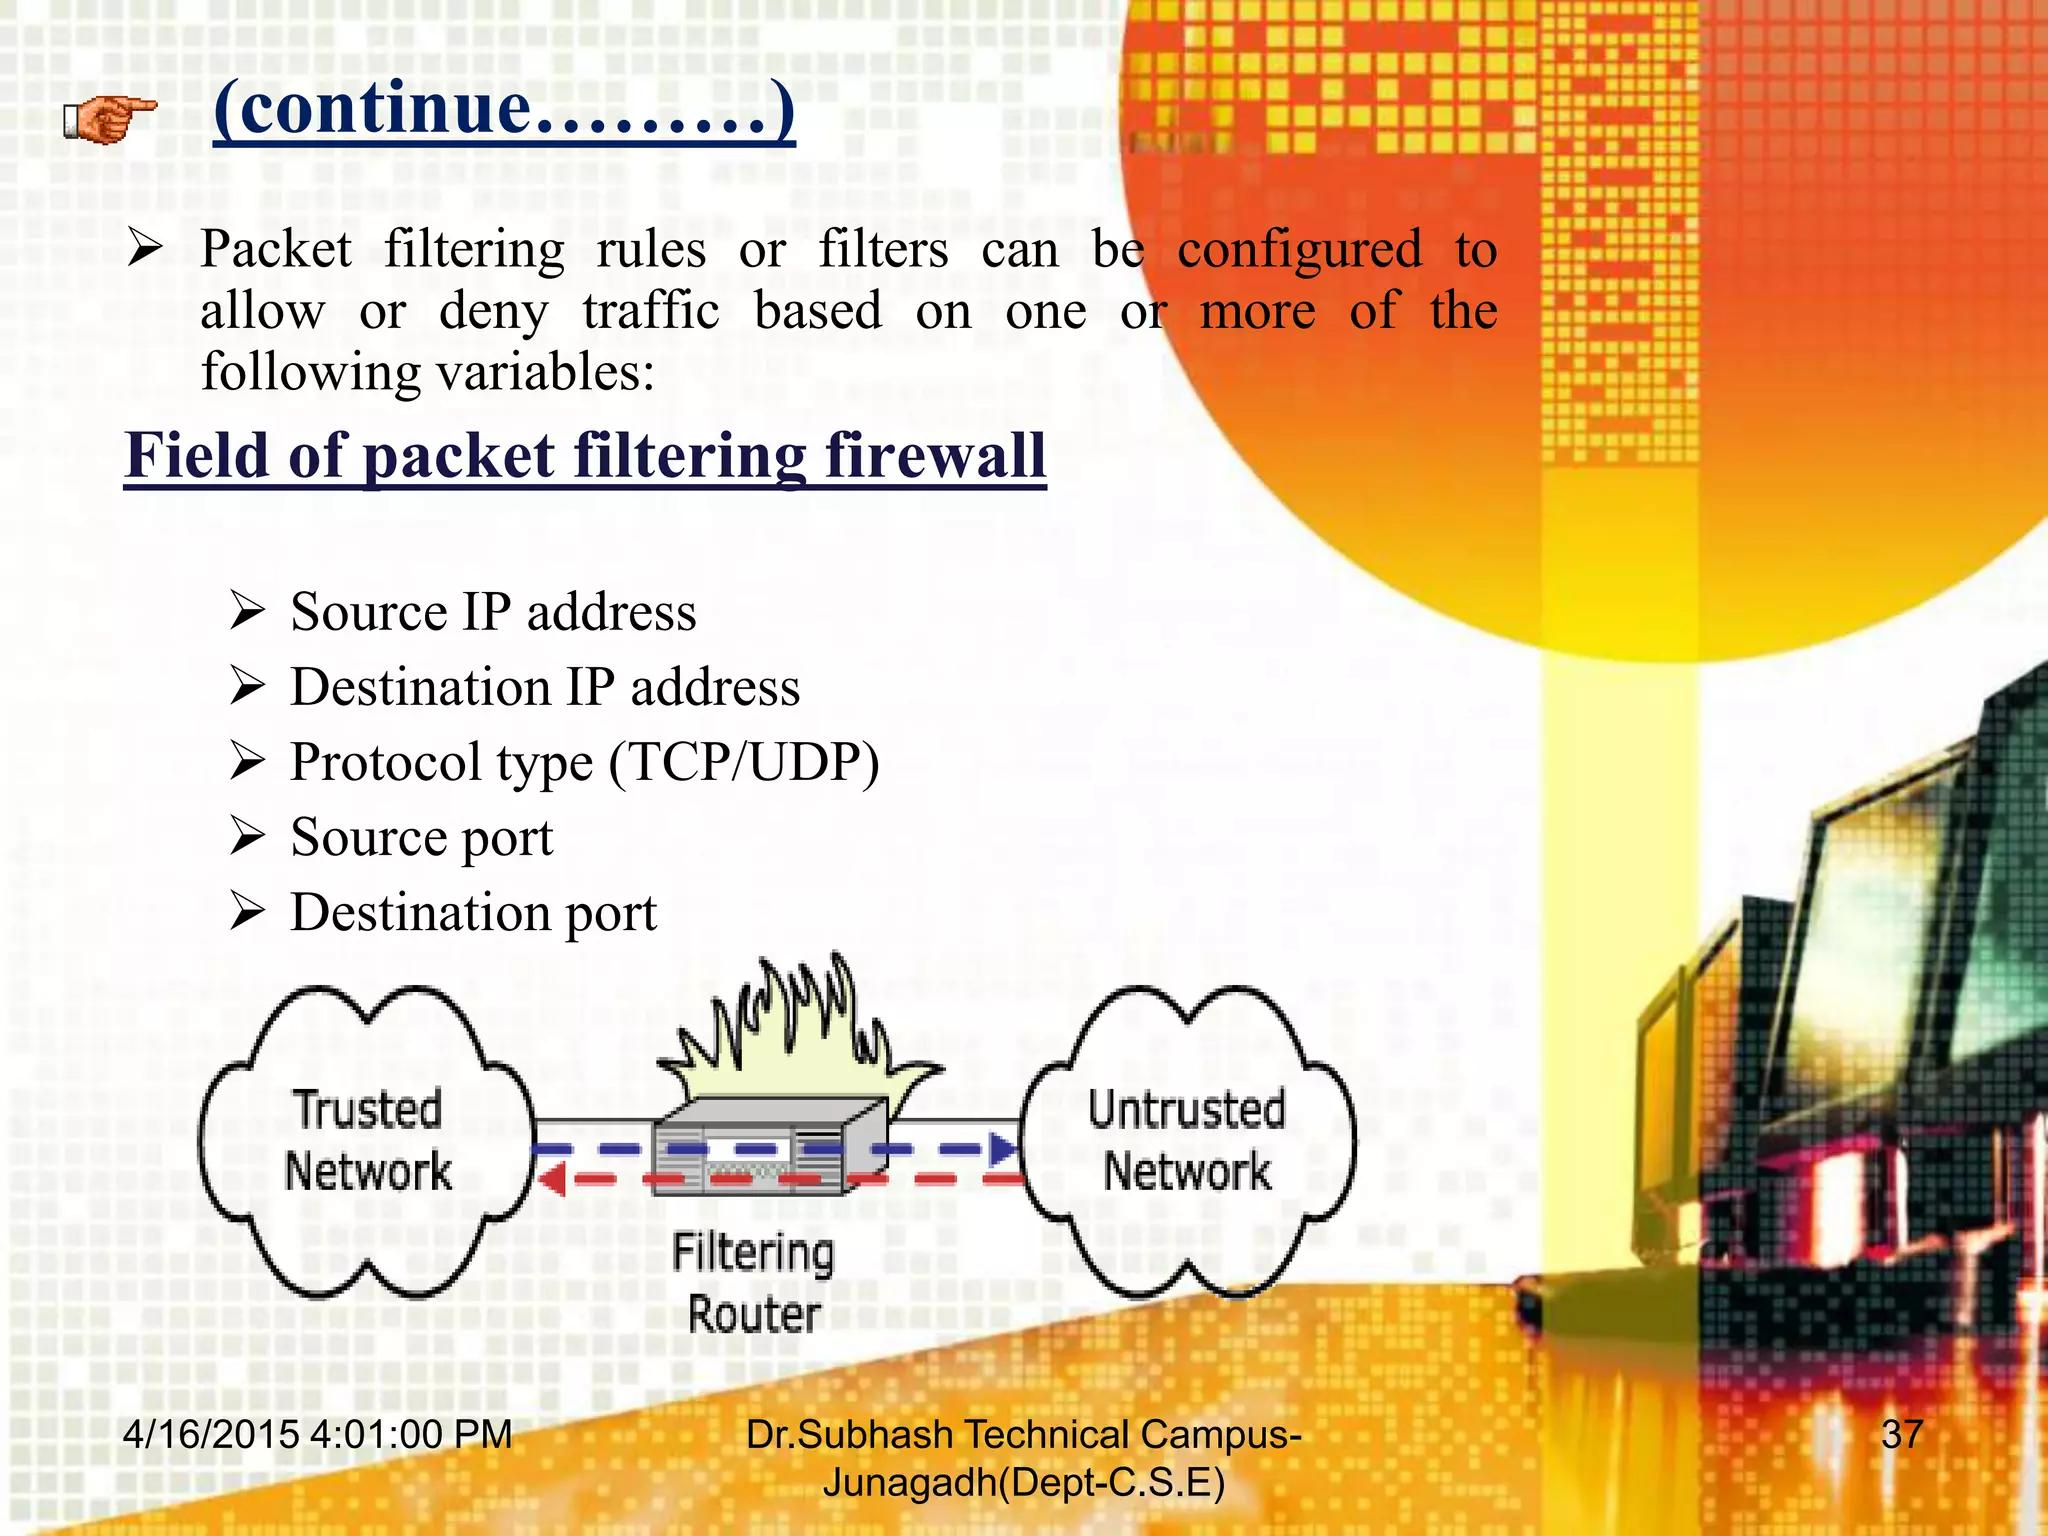 (continue………)
➢ Packet filtering rules or filters can be configured to
allow or deny traffic based on one or more of the
following variables:
Field of packet filtering firewall
➢ Source IP address
➢ Destination IP address
➢ Protocol type (TCP/UDP)
➢ Source port
➢ Destination port
Trusted
Network
Filtering
Router
Untrusted
Network
4/16/2015 4:01:00 PM
Dr.Subhash Technical Campus-
Junagadh(Dept-C.S.E)
37